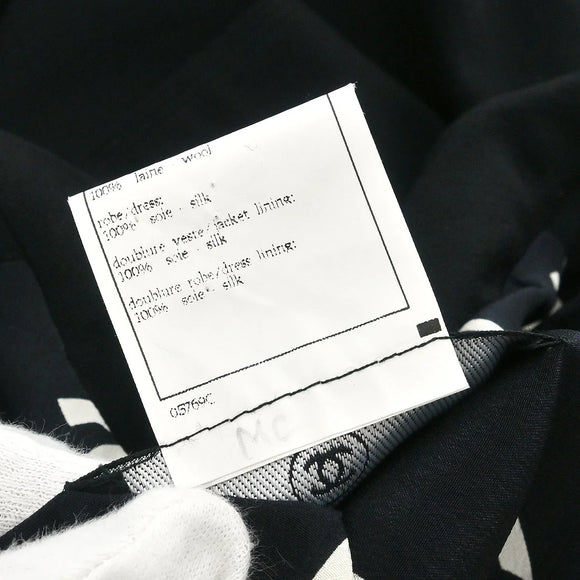 100% laine - wool
robe/dress:
100% soie - silk
doublure veste/jacket lining:
100% soie - silk
doublure robe/dress lining:
100% soie - silk
05769C
MC